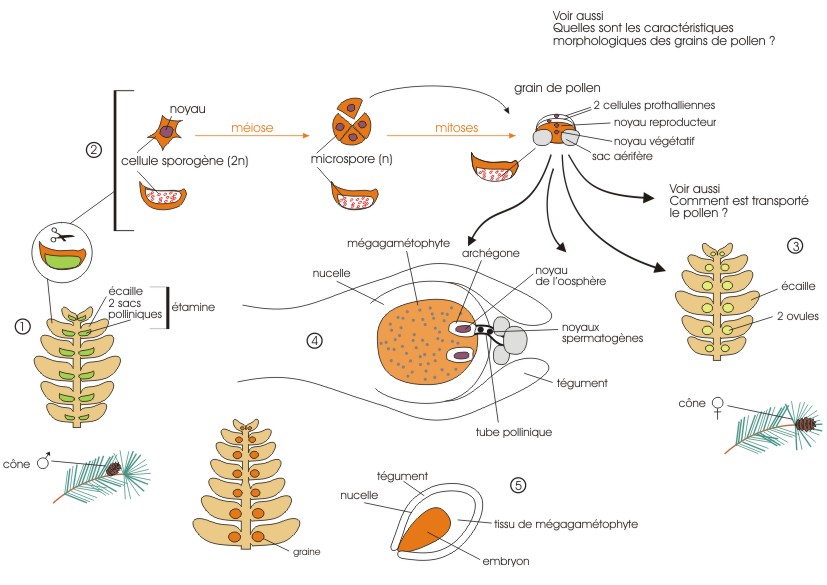 Voir aussi
Quelles sont les caractéristiques
morphologiques des grains de pollen ?
grain de pollen
2 cellules prothalliennes
noyau reproducteur
noyau végétatif
sac aérifère
noyau
méiose
mitoses
2
cellule sporogène (2n)
microspore (n)
Voir aussi
Comment est transporté
le pollen ?
3
écaille
2 ovules
cône ♀
mégagamétophyte
archégone
nucelle
noyau
de l'oosphère
4
noyaux
spermatogènes
tégument
tube pollinique
1
écaille
2 sacs
polliniques
étamine
cône ♂
graine
5
tégument
nucelle
tissu de mégagamétophyte
embryon